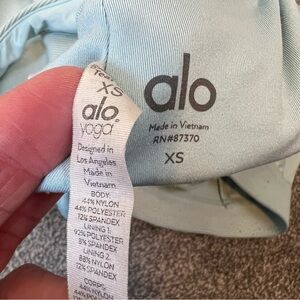 XS
alo
yoga
Designed in
Los Angeles
Made in
Vietnam
BODY:
44% NYLON
44% POLYESTER
12% SPANDEX
LINING 1:
92% POLYESTER
8% SPANDEX
LINING 2:
88% NYLON
12% SPANDEX
CORPS:
alo
Made in Vietnam
RN#87370
XS